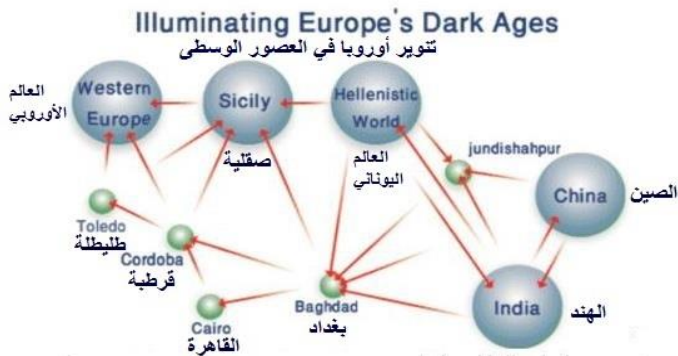 Illuminating Europe's Dark Ages
تنوير أوروبا في العصور الوسطى
Western
Europe
العالم
الأوروبي
Sicily
صقلية
Hellenistic
World
العالم
اليوناني
jundishahpur
China
الصين
Toledo
طليطلة
Cordoba
قرطبة
Cairo
القاهرة
Baghdad
بغداد
India
الهند